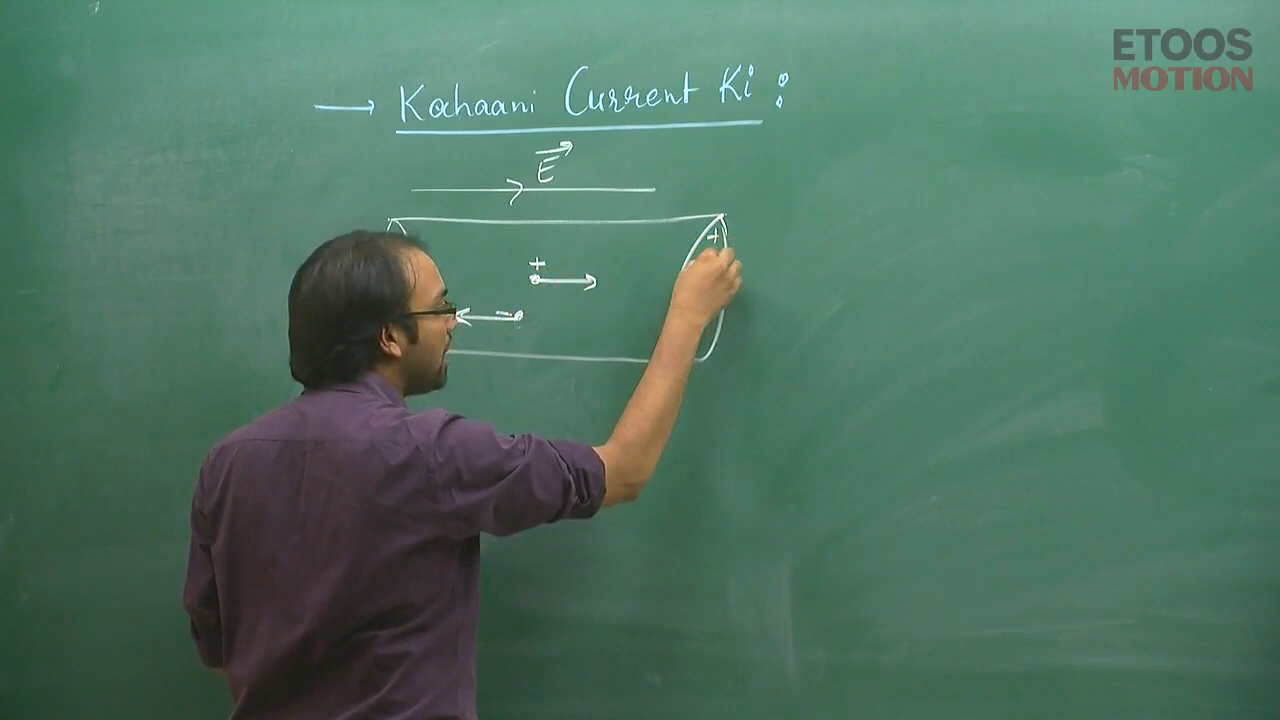 ETOOS
MOTION
→ Kahaani Current Ki :
E
+
+
-